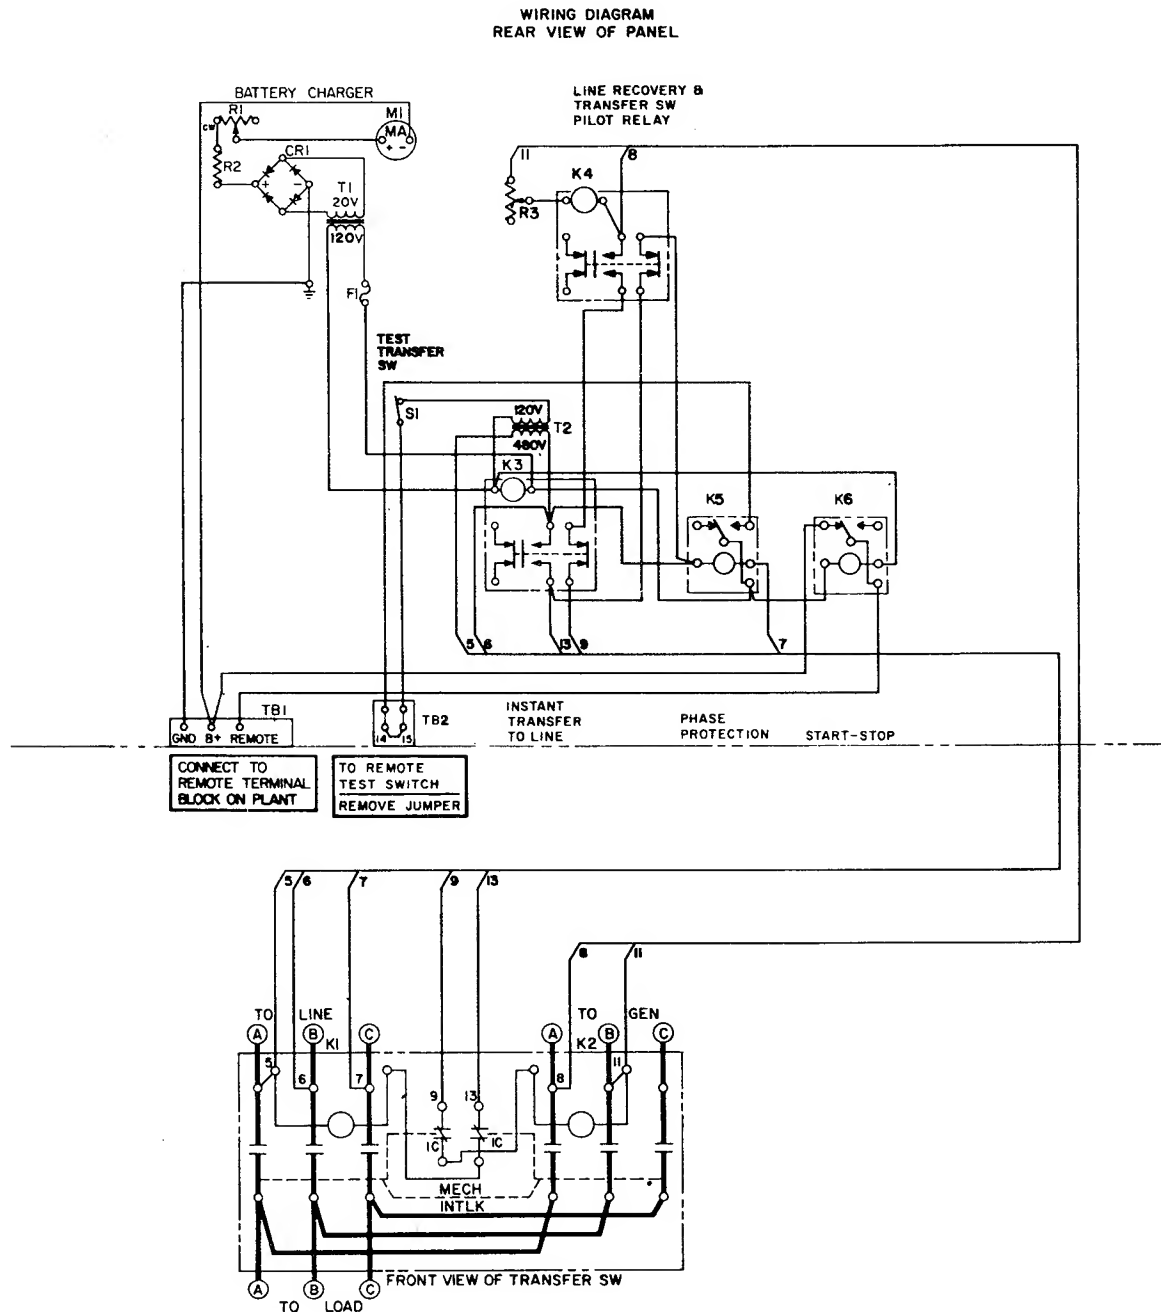 WIRING DIAGRAM
REAR VIEW OF PANEL
BATTERY CHARGER
R1
CW
M1
MA
+ -
R2
CR1
+ -
T1
20V
120V
F1
LINE RECOVERY &
TRANSFER SW
PILOT RELAY
11
8
K4
R3
TEST
TRANSFER
SW
S1
120V
T2
480V
K3
K5
K6
5
6
13
9
7
TB1
GND B+ REMOTE
TB2
14 15
INSTANT
TRANSFER
TO LINE
PHASE
PROTECTION
START-STOP
CONNECT TO
REMOTE TERMINAL
BLOCK ON PLANT
TO REMOTE
TEST SWITCH
REMOVE JUMPER
5
6
7
9
13
8
11
TO LINE
A B C
K1
TO GEN
A B C
K2
5
6
7
9
13
8
11
IC
IC
MECH
INTLK
FRONT VIEW OF TRANSFER SW
A B C
TO LOAD